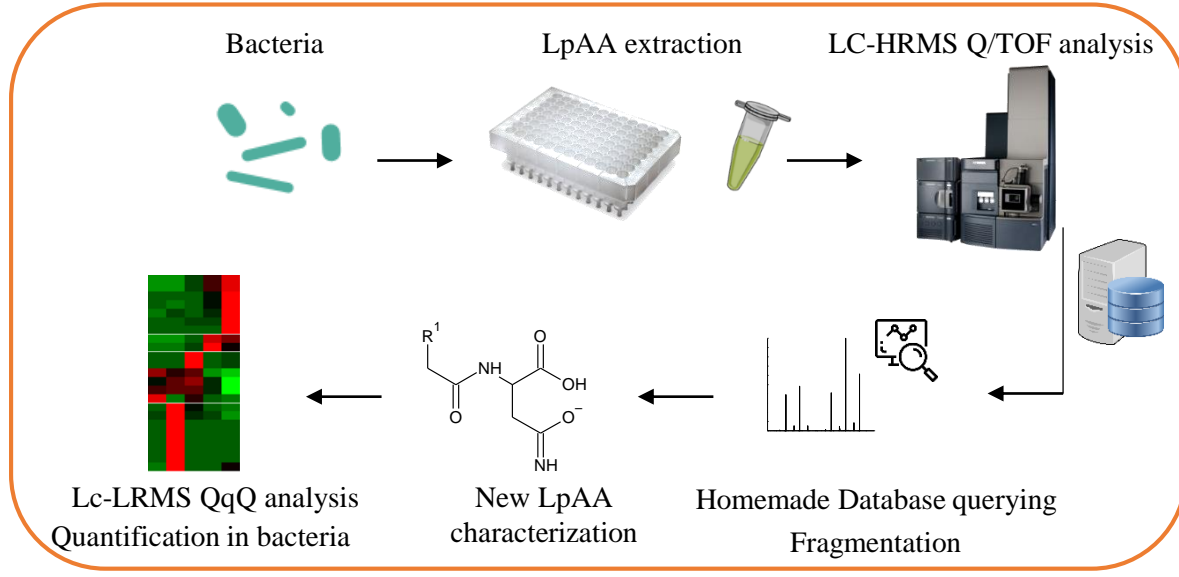 Bacteria
LpAA extraction
LC-HRMS Q/TOF analysis
R1
NH
O
OH
O
O−
NH
Lc-LRMS QqQ analysis
Quantification in bacteria
New LpAA
characterization
Homemade Database querying
Fragmentation